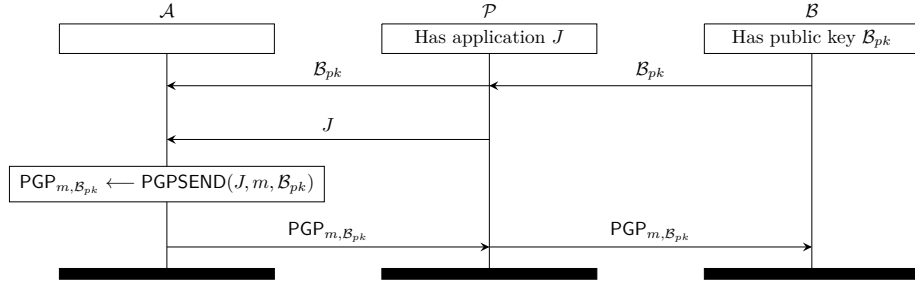 𝒜 𝒫 ℬ
Has application J Has public key ℬ_pk
ℬ_pk ℬ_pk
J
PGP_{m,ℬ_pk} ⟵ PGPSEND(J, m, ℬ_pk)
PGP_{m,ℬ_pk} PGP_{m,ℬ_pk}